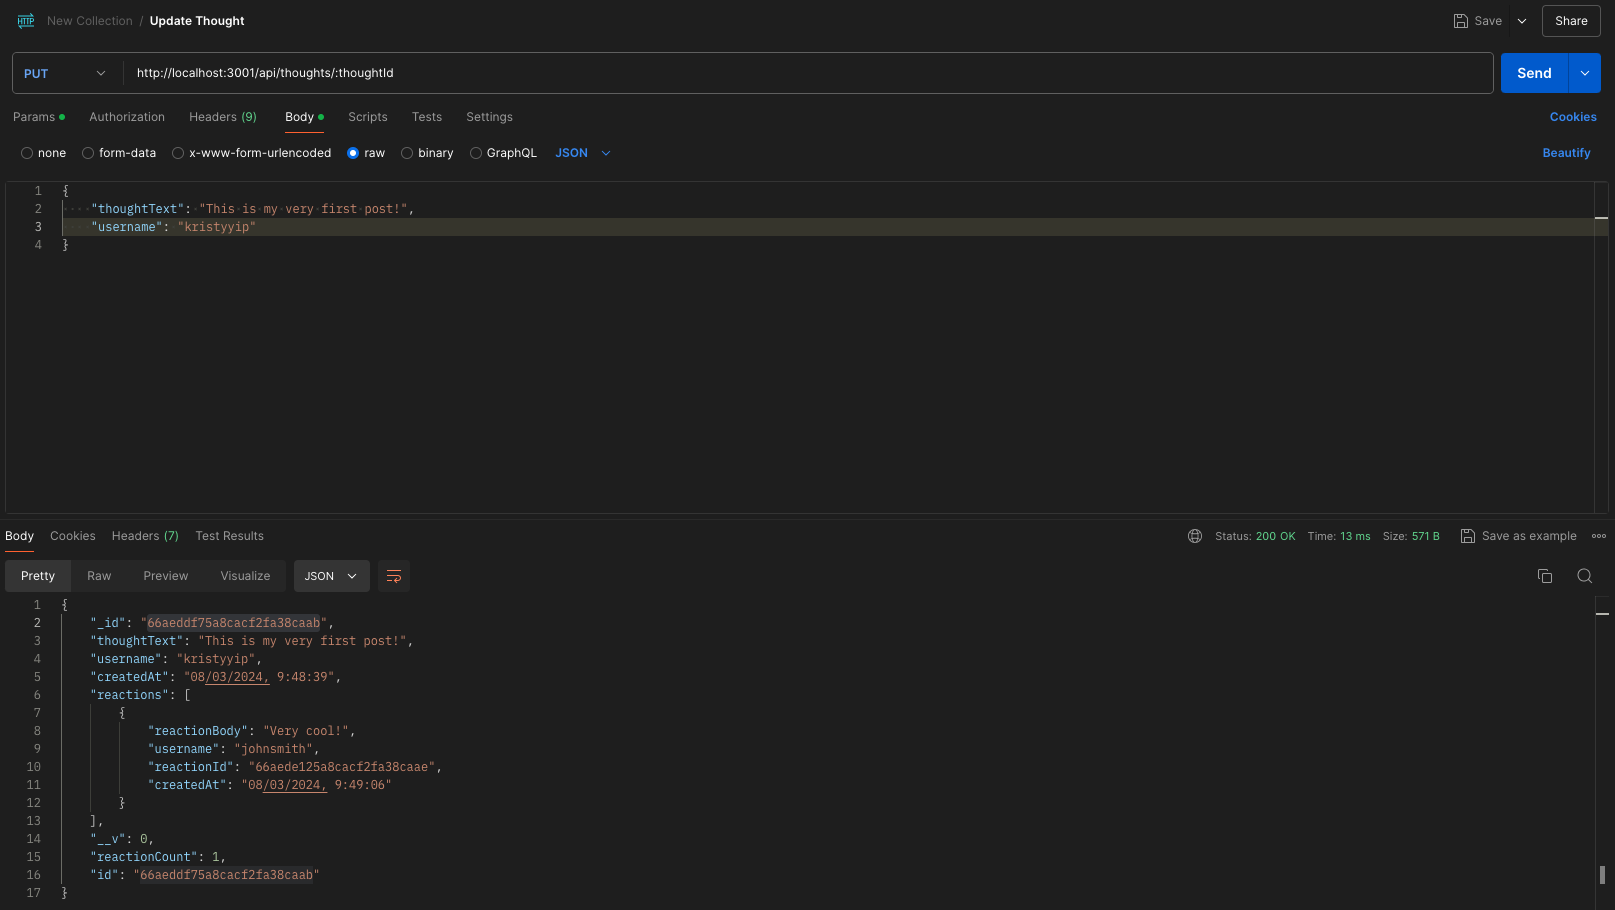 HTTP New Collection / Update Thought Save Share
PUT http://localhost:3001/api/thoughts/:thoughtId Send
Params Authorization Headers (9) Body Scripts Tests Settings Cookies
none form-data x-www-form-urlencoded raw binary GraphQL JSON Beautify
1 {
2 "thoughtText": "This is my very first post!",
3 "username": "kristyyip"
4 }
Body Cookies Headers (7) Test Results Status: 200 OK Time: 13 ms Size: 571 B Save as example
Pretty Raw Preview Visualize JSON
1 {
2 "_id": "66aeddf75a8cacf2fa38caab",
3 "thoughtText": "This is my very first post!",
4 "username": "kristyyip",
5 "createdAt": "08/03/2024, 9:48:39",
6 "reactions": [
7 {
8 "reactionBody": "Very cool!",
9 "username": "johnsmith",
10 "reactionId": "66aede125a8cacf2fa38caae",
11 "createdAt": "08/03/2024, 9:49:06"
12 }
13 ],
14 "__v": 0,
15 "reactionCount": 1,
16 "id": "66aeddf75a8cacf2fa38caab"
17 }